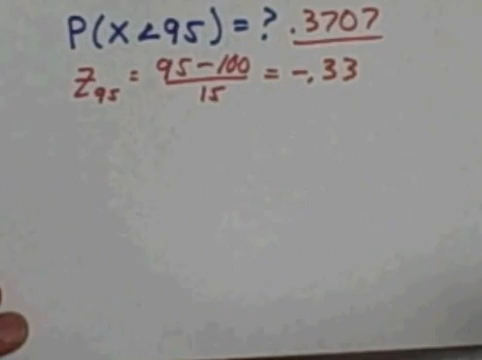 P(X<95) = ? .3707
Z95 = 95-100/15 = -.33